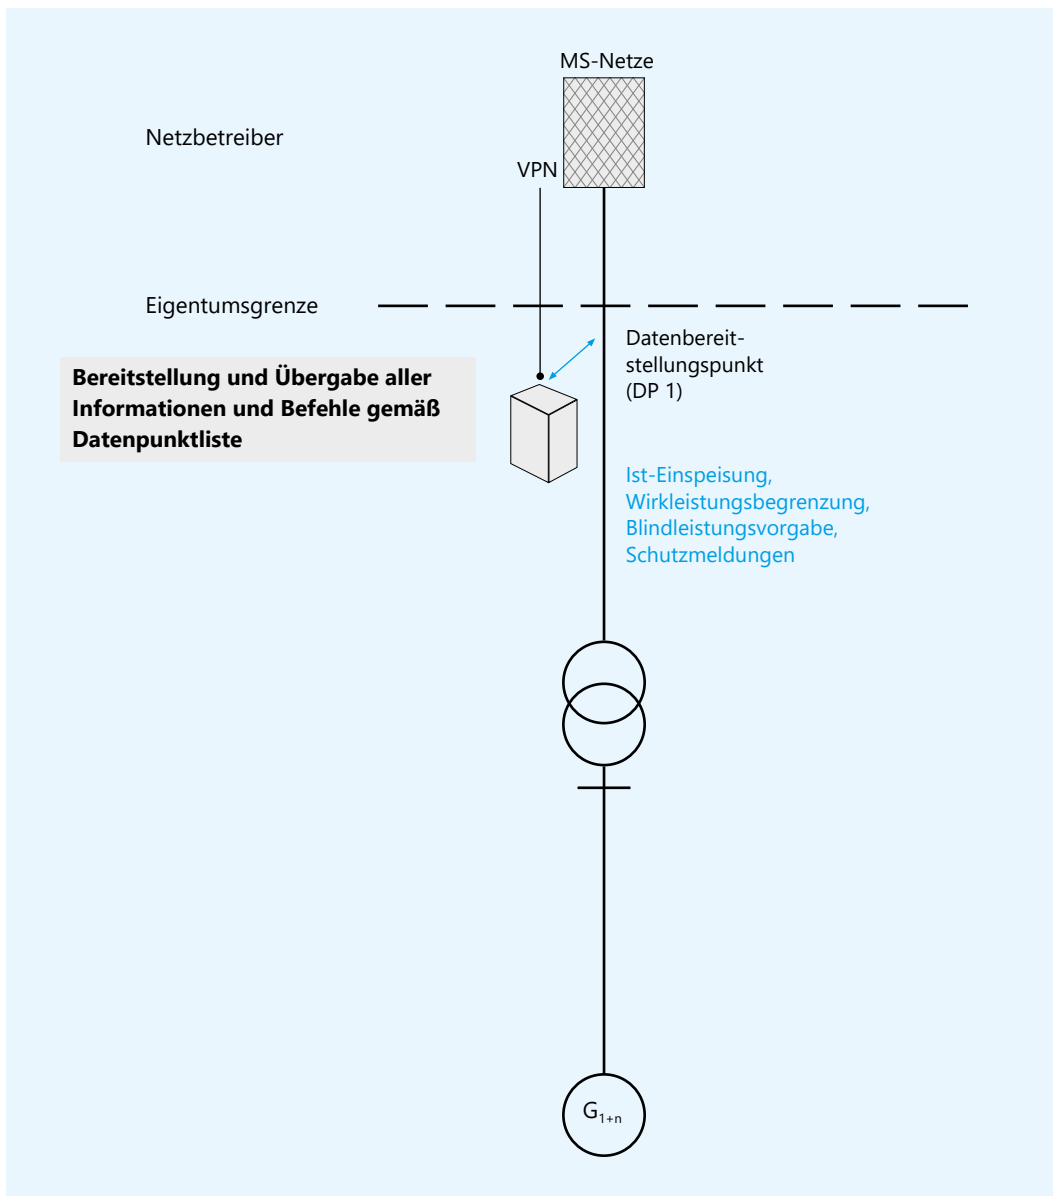 MS-Netze
Netzbetreiber
VPN
Eigentumsgrenze
Datenbereit-
stellungspunkt
(DP 1)
Bereitstellung und Übergabe aller
Informationen und Befehle gemäß
Datenpunktliste
Ist-Einspeisung,
Wirkleistungsbegrenzung,
Blindleistungsvorgabe,
Schutzmeldungen
G1+n